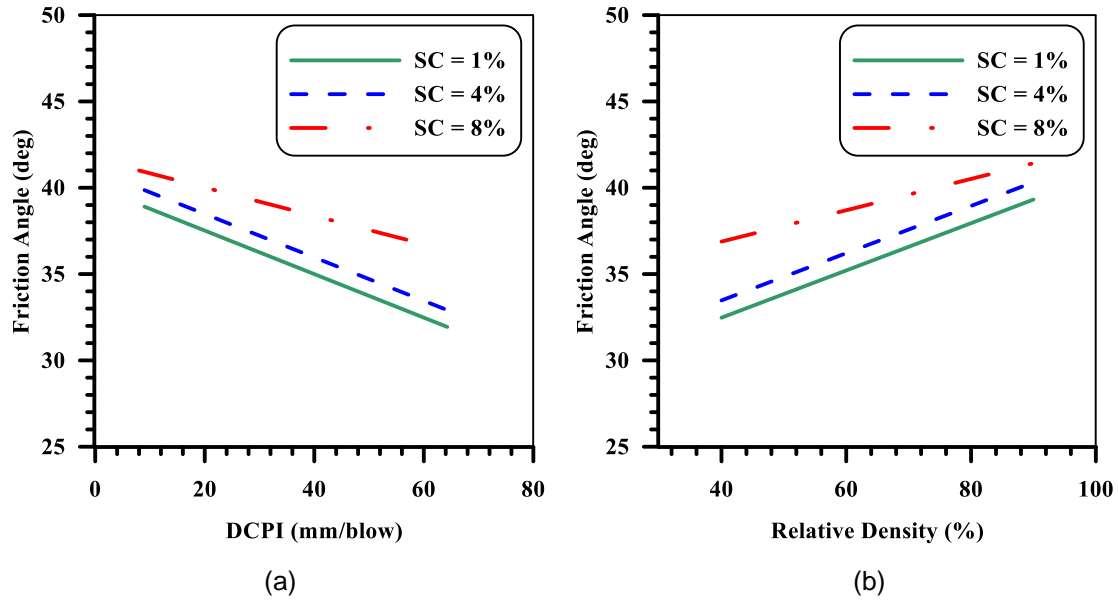 50
45
40
35
30
25
Friction Angle (deg)
SC = 1%
SC = 4%
SC = 8%
0 20 40 60 80
DCPI (mm/blow)
(a)
50
45
40
35
30
25
Friction Angle (deg)
SC = 1%
SC = 4%
SC = 8%
40 60 80 100
Relative Density (%)
(b)